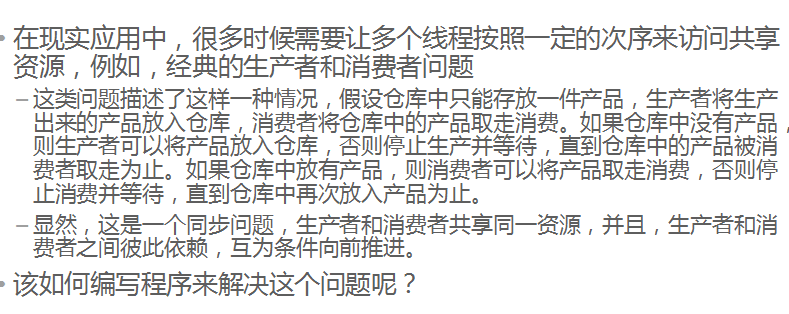 • 在现实应用中，很多时候需要让多个线程按照一定的次序来访问共享
资源，例如，经典的生产者和消费者问题
– 这类问题描述了这样一种情况，假设仓库中只能存放一件产品，生产者将生产
出来的产品放入仓库，消费者将仓库中的产品取走消费。如果仓库中没有产品，
则生产者可以将产品放入仓库，否则停止生产并等待，直到仓库中的产品被消
费者取走为止。如果仓库中放有产品，则消费者可以将产品取走消费，否则停
止消费并等待，直到仓库中再次放入产品为止。
– 显然，这是一个同步问题，生产者和消费者共享同一资源，并且，生产者和消
费者之间彼此依赖，互为条件向前推进。
• 该如何编写程序来解决这个问题呢？